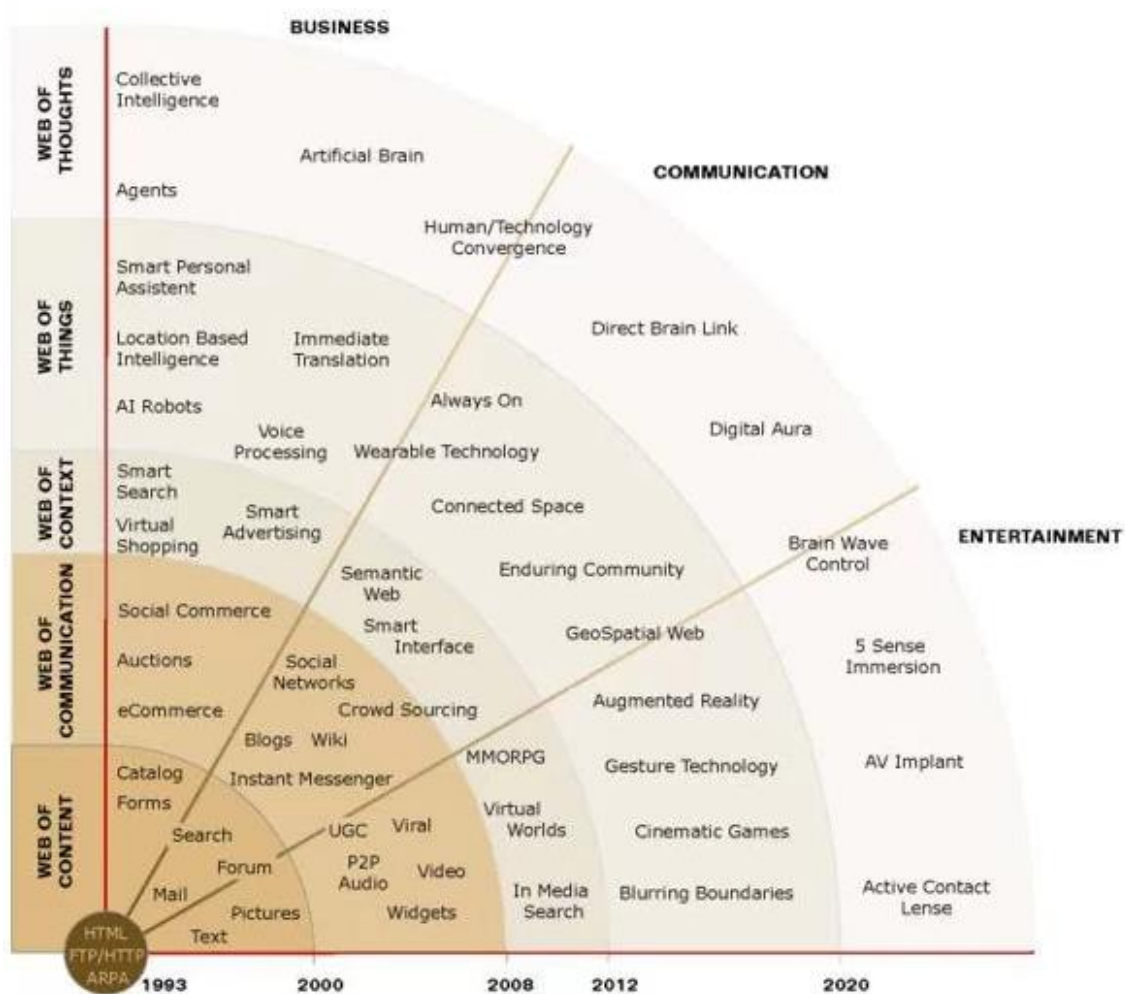 BUSINESS
COMMUNICATION
ENTERTAINMENT
WEB OF
THOUGHTS
Collective
Intelligence
Artificial Brain
Agents
Human/Technology
Convergence
Direct Brain Link
Digital Aura
Brain Wave
Control
5 Sense
Immersion
AV Implant
Active Contact
Lense
WEB OF
THINGS
Smart Personal
Assistent
Location Based
Intelligence
Immediate
Translation
AI Robots
Voice
Processing
Always On
Wearable Technology
Connected Space
Enduring Community
GeoSpatial Web
Augmented Reality
Gesture Technology
Cinematic Games
Blurring Boundaries
WEB OF
CONTEXT
Smart
Search
Virtual
Shopping
Smart
Advertising
Semantic
Web
Smart
Interface
MMORPG
Virtual
Worlds
In Media
Search
WEB OF
COMMUNICATION
Social Commerce
Auctions
eCommerce
Social
Networks
Crowd Sourcing
Blogs Wiki
Instant Messenger
UGC Viral
P2P
Audio
Video
Widgets
WEB OF
CONTENT
Catalog
Forms
Search
Forum
Mail
Pictures
Text
HTML
FTP/HTTP
ARPA
1993 2000 2008 2012 2020